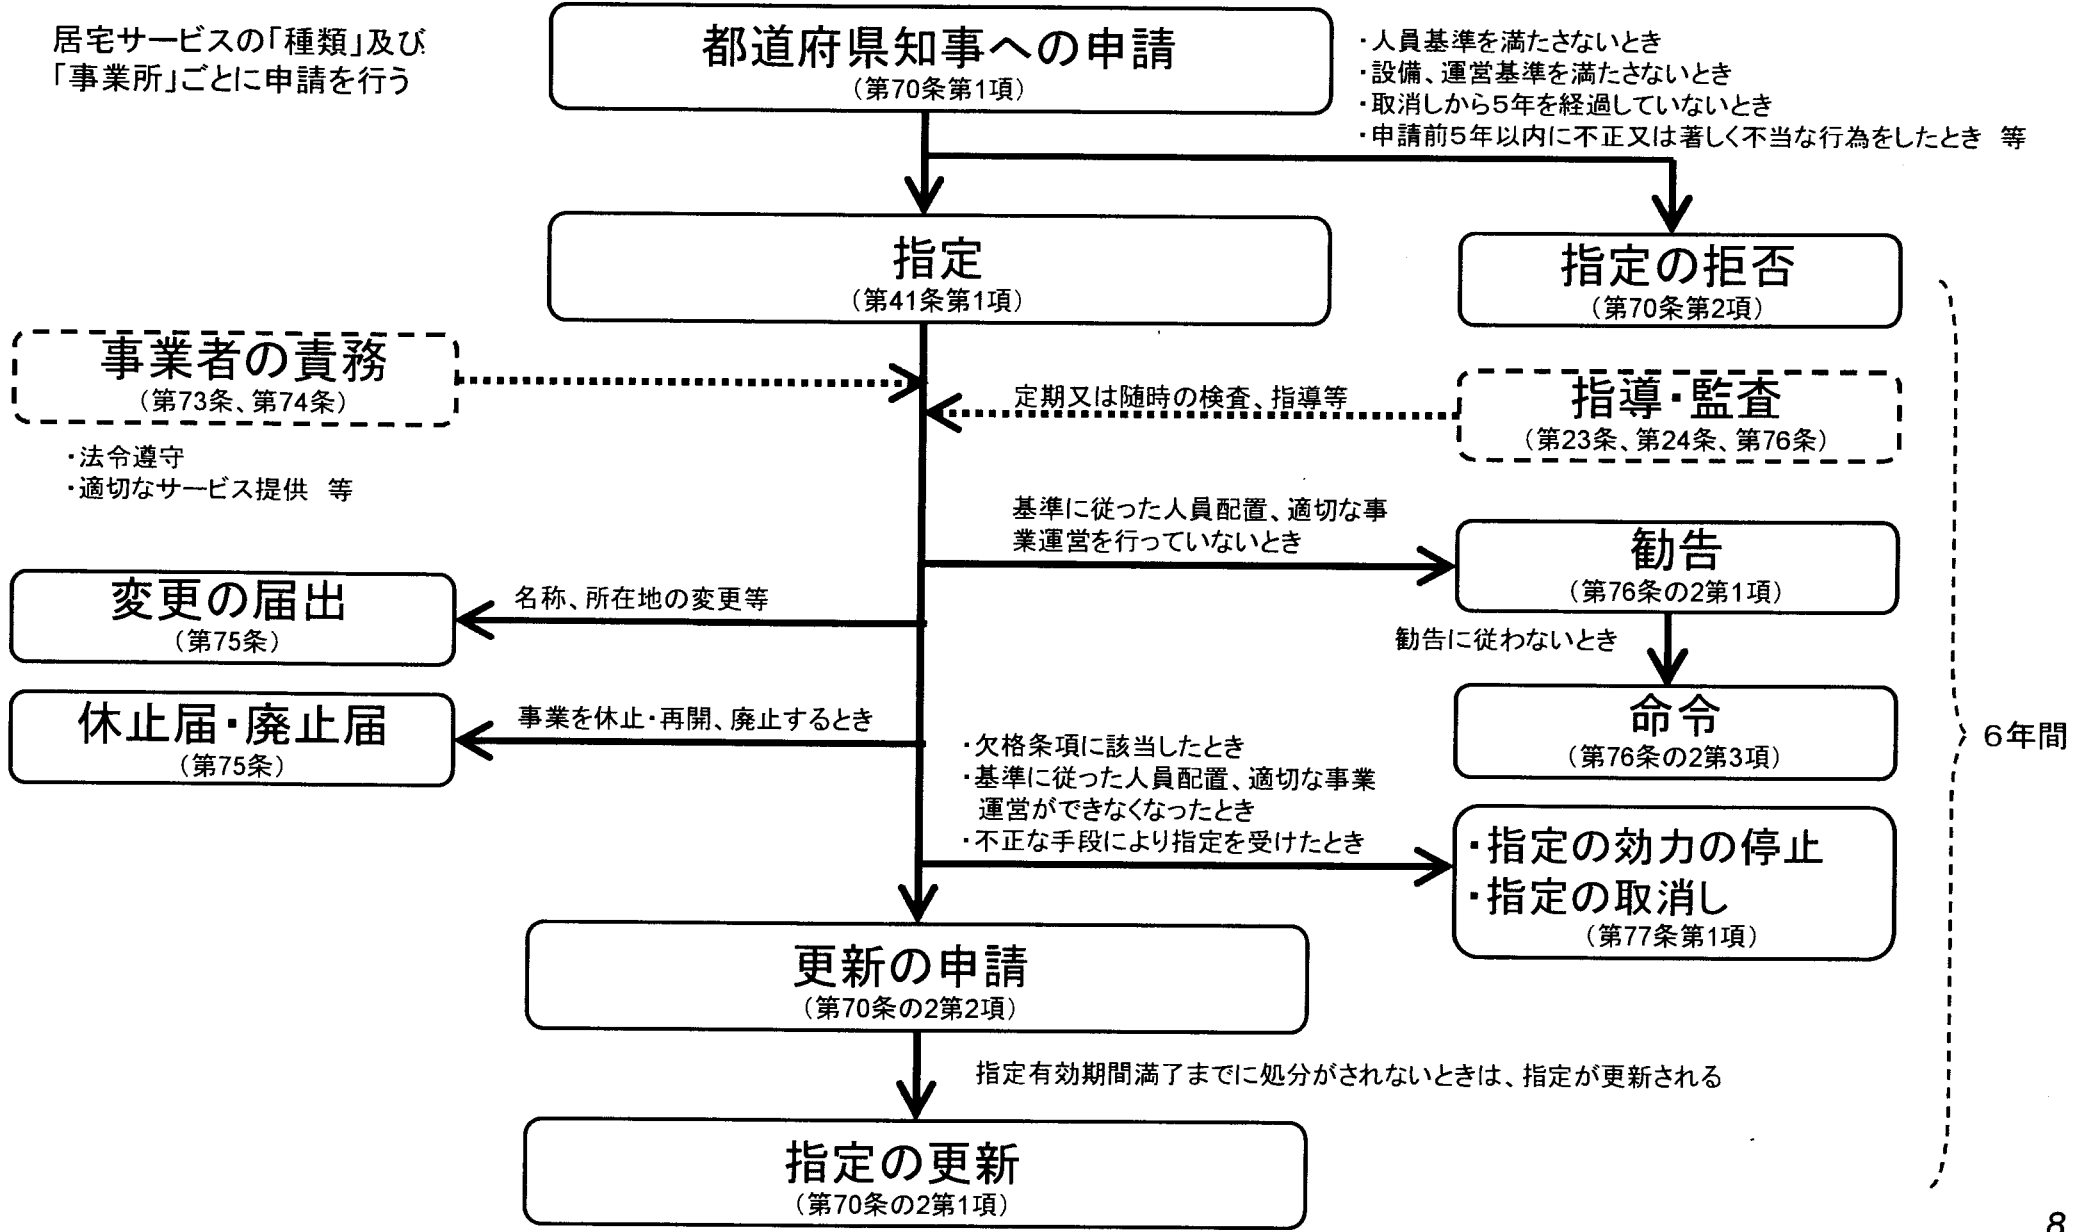 居宅サービスの「種類」及び
「事業所」ごとに申請を行う
都道府県知事への申請
（第70条第1項）
・人員基準を満たさないとき
・設備、運営基準を満たさないとき
・取消しから5年を経過していないとき
・申請前5年以内に不正又は著しく不当な行為をしたとき 等
指定
（第41条第1項）
指定の拒否
（第70条第2項）
事業者の責務
（第73条、第74条）
・法令遵守
・適切なサービス提供 等
定期又は随時の検査、指導等
指導・監査
（第23条、第24条、第76条）
基準に従った人員配置、適切な事
業運営を行っていないとき
勧告
（第76条の2第1項）
変更の届出
（第75条）
名称、所在地の変更等
勧告に従わないとき
命令
（第76条の2第3項）
休止届・廃止届
（第75条）
事業を休止・再開、廃止するとき
・欠格条項に該当したとき
・基準に従った人員配置、適切な事業
運営ができなくなったとき
・不正な手段により指定を受けたとき
6年間
・指定の効力の停止
・指定の取消し
（第77条第1項）
更新の申請
（第70条の2第2項）
指定有効期間満了までに処分がされないときは、指定が更新される
指定の更新
（第70条の2第1項）
8